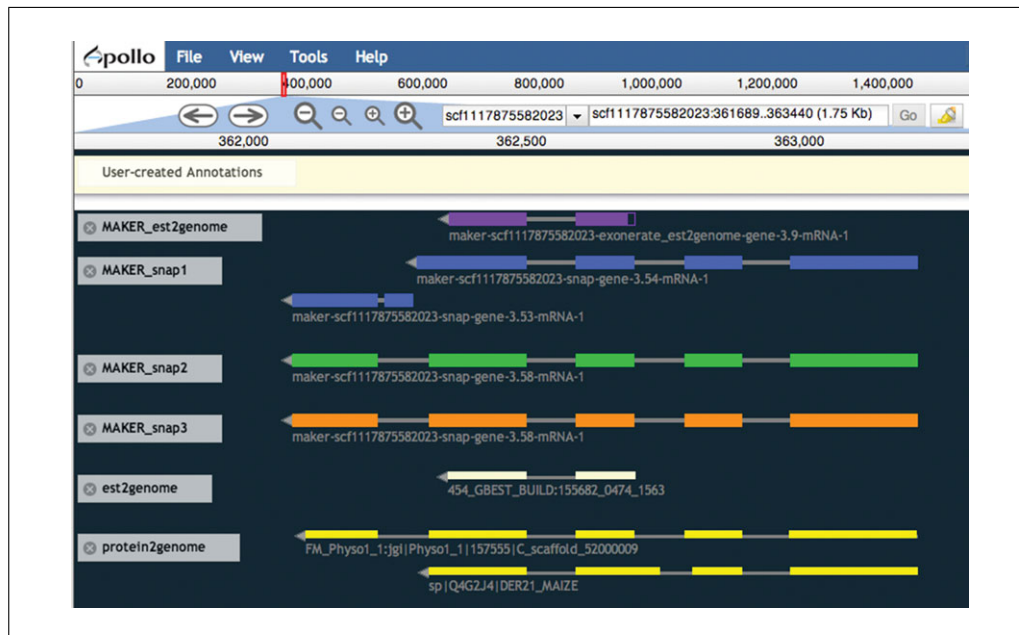 Apollo File View Tools Help
0 200,000 400,000 600,000 800,000 1,000,000 1,200,000 1,400,000
scf1117875582023 scf1117875582023:361689..363440 (1.75 Kb) Go
362,000 362,500 363,000
User-created Annotations
MAKER_est2genome
maker-scf1117875582023-exonerate_est2genome-gene-3.9-mRNA-1
MAKER_snap1
maker-scf1117875582023-snap-gene-3.54-mRNA-1
maker-scf1117875582023-snap-gene-3.53-mRNA-1
MAKER_snap2
maker-scf1117875582023-snap-gene-3.58-mRNA-1
MAKER_snap3
maker-scf1117875582023-snap-gene-3.58-mRNA-1
est2genome
454_GBEST_BUILD:155682_0474_1563
protein2genome
FM_Physo1_1:jgi|Physo1_1|157555|C_scaffold_52000009
sp|Q4G2J4|DER21_MAIZE